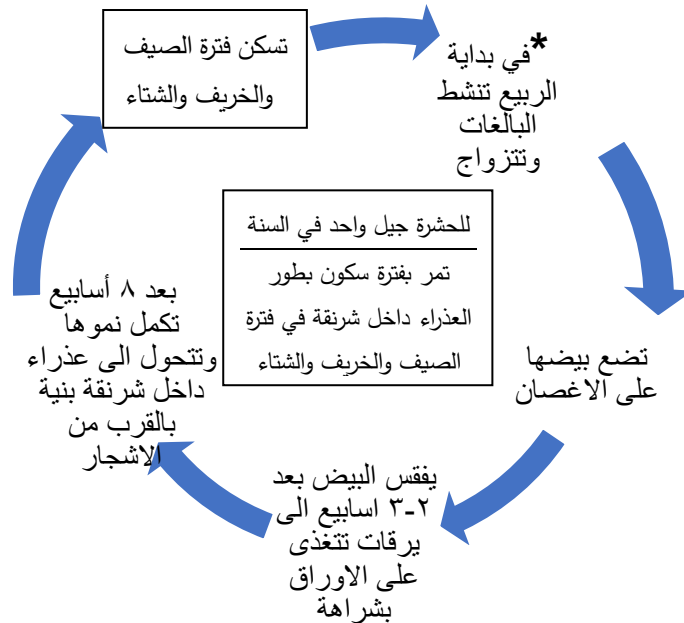 *في بداية
الربيع تنشط
البالغات
وتتزواج
تضع بيضها
على الاغصان
يفقس البيض بعد
٢-٣ اسابيع الى
يرقات تتغذى
على الاوراق
بشراهة
بعد ٨ أسابيع
تكمل نموها
وتتحول الى عذراء
داخل شرنقة بنية
بالقرب من
الاشجار
تسكن فترة الصيف
والخريف والشتاء
للحشرة جيل واحد في السنة
تمر بفترة سكون بطور
العذراء داخل شرنقة في فترة
الصيف والخريف والشتاء